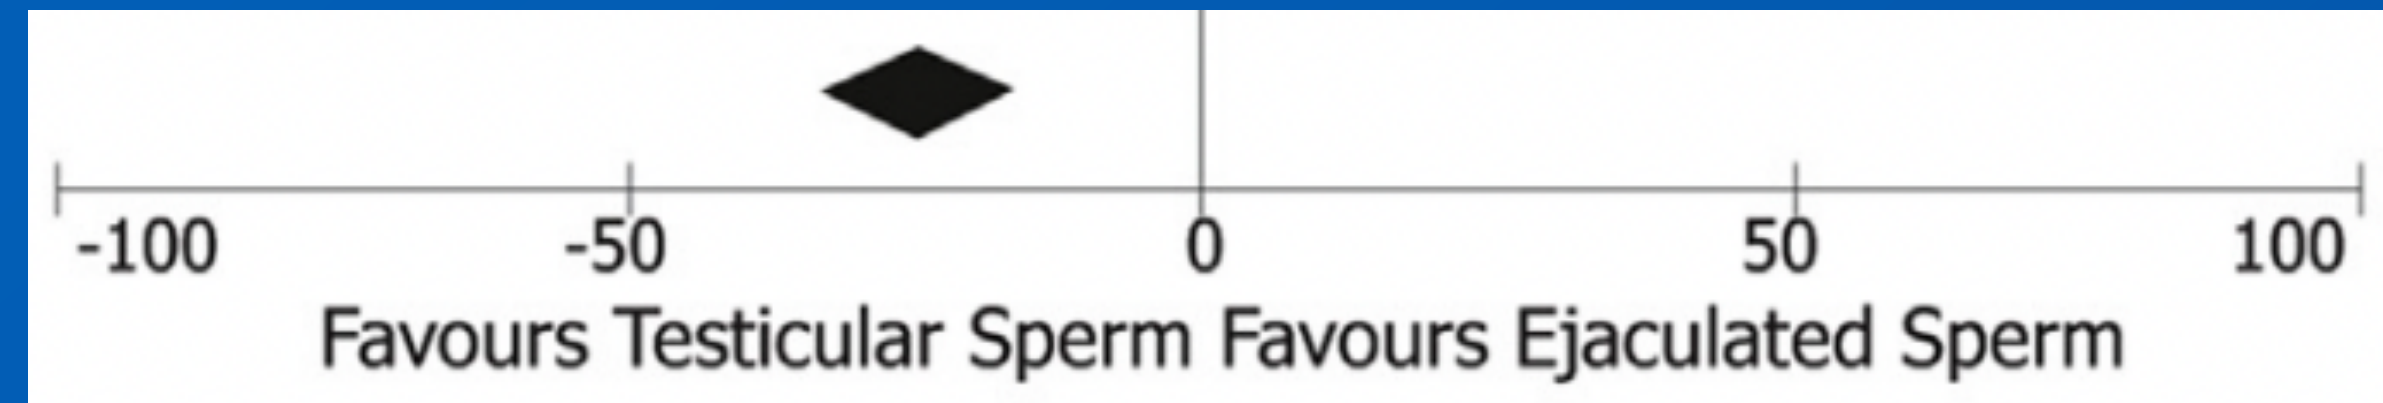 -100 -50 0 50 100
Favours Testicular Sperm Favours Ejaculated Sperm